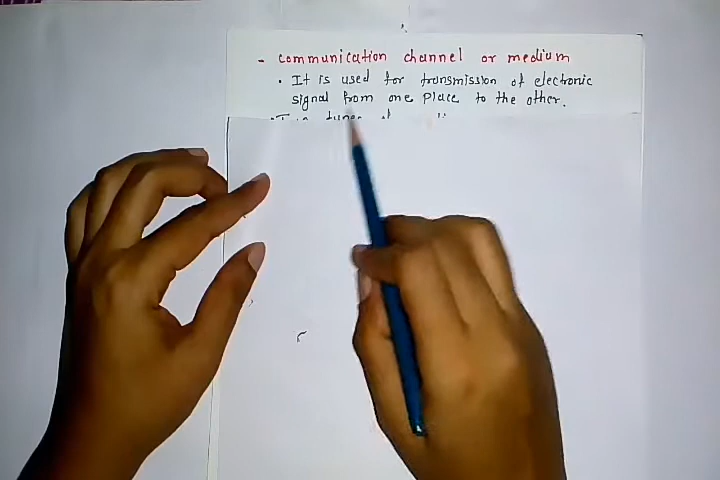 - communication channel or medium
• It is used for transmission of electronic
signal from one place to the other.